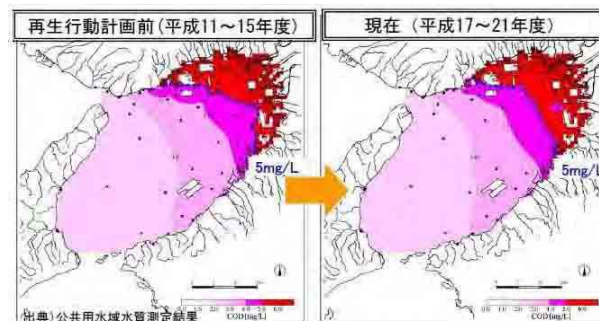 再生行動計画前(平成11～15年度)
現在 (平成17～21年度)
5mg/L
5mg/L
COD(mg/L)
COD(mg/L)
(出典)公共用水域水質測定結果